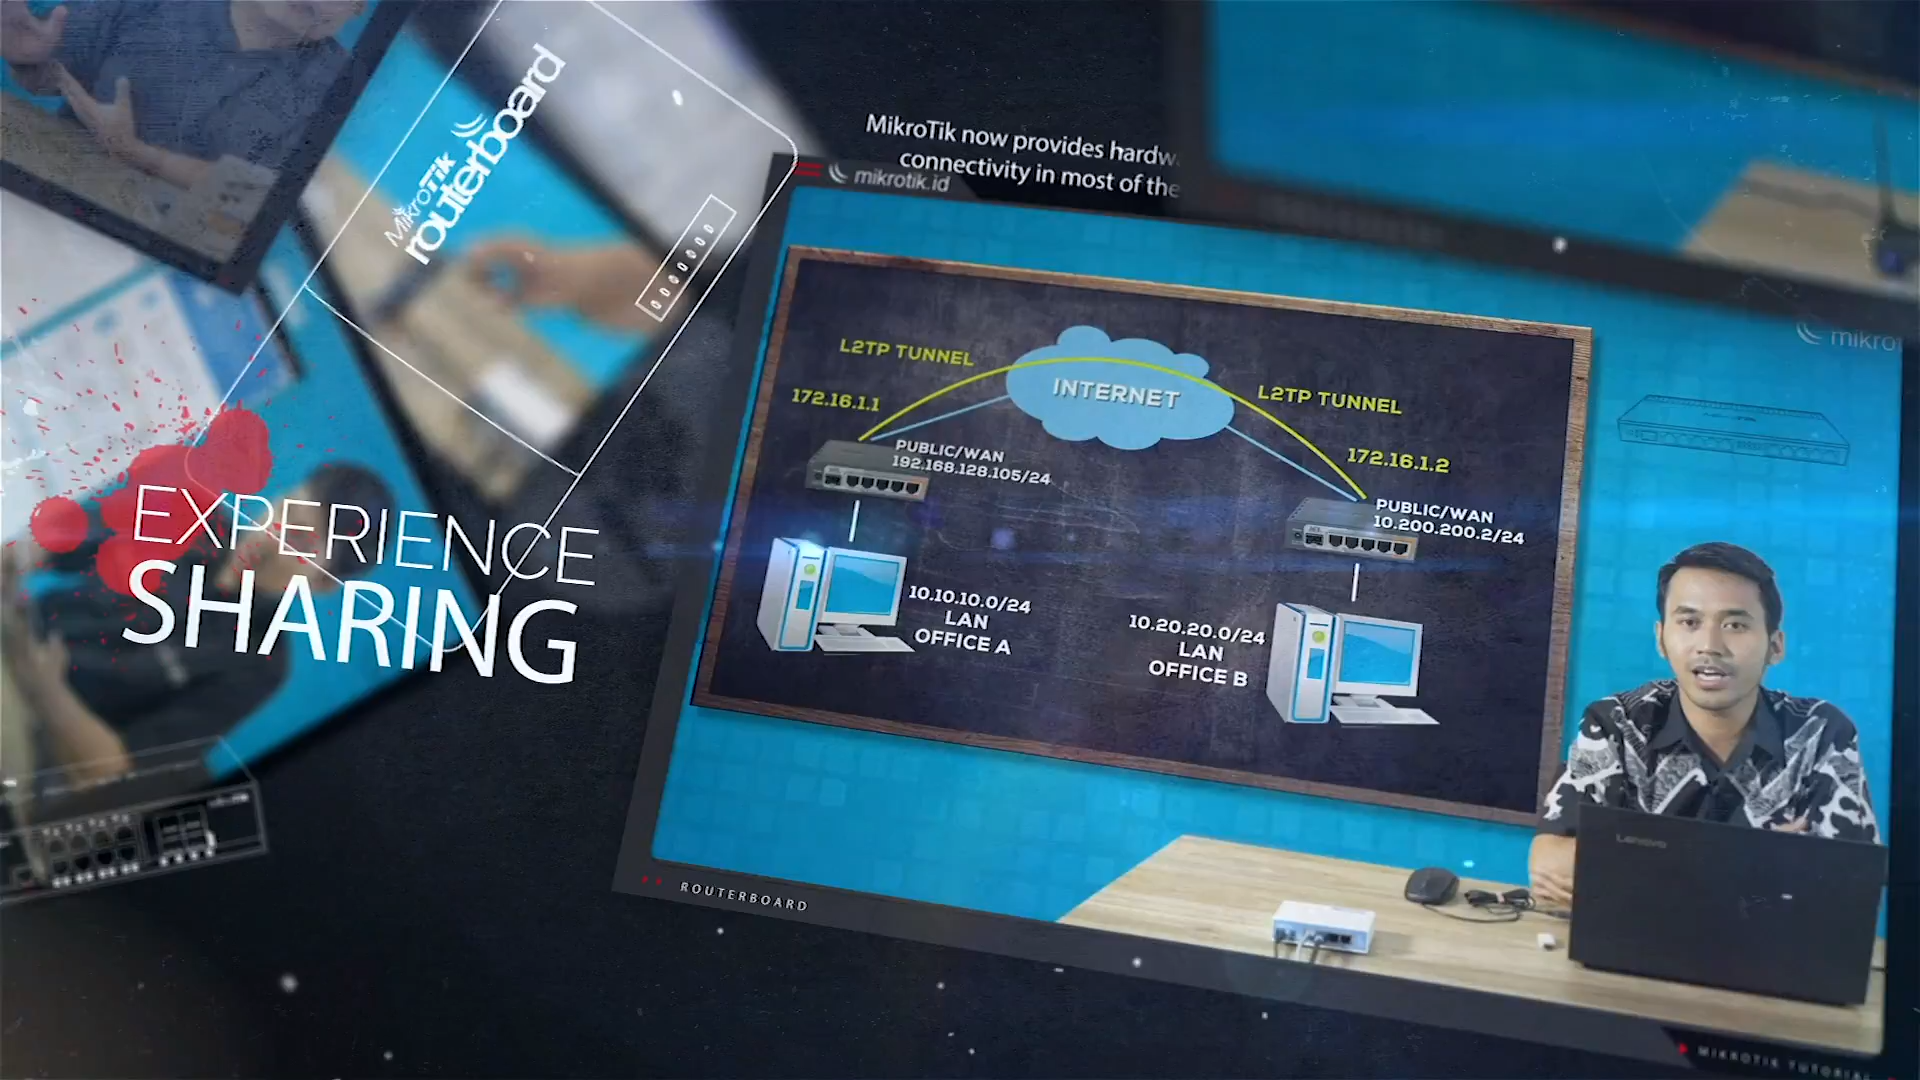 MikroTik
routerboard
MikroTik now provides
connectivity in most of the
mikrotik.id
L2TP TUNNEL
INTERNET
L2TP TUNNEL
172.16.1.1
172.16.1.2
PUBLIC/WAN
192.168.128.105/24
PUBLIC/WAN
10.200.200.2/24
10.10.10.0/24
LAN
OFFICE A
10.20.20.0/24
LAN
OFFICE B
EXPERIENCE
SHARING
Lenovo
ROUTERBOARD
MIKROTIK TUTORIAL